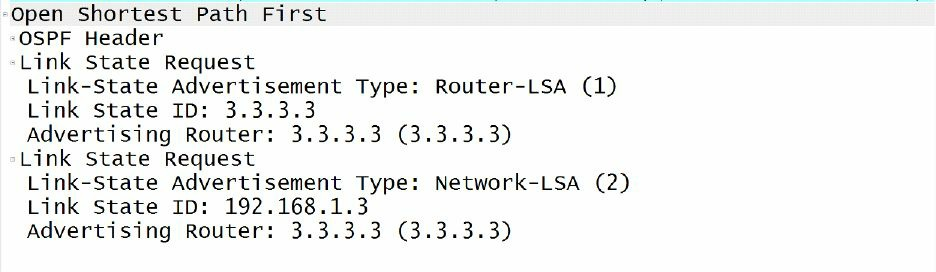 Open Shortest Path First
OSPF Header
Link State Request
Link-State Advertisement Type: Router-LSA (1)
Link State ID: 3.3.3.3
Advertising Router: 3.3.3.3 (3.3.3.3)
Link State Request
Link-State Advertisement Type: Network-LSA (2)
Link State ID: 192.168.1.3
Advertising Router: 3.3.3.3 (3.3.3.3)